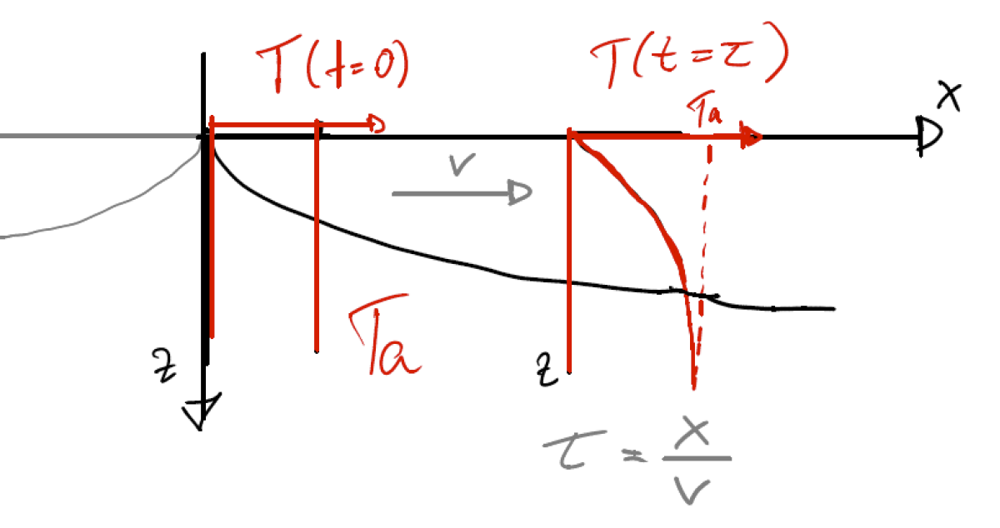 T(t=0)
T(t=τ)
Ta
x
v
Ta
z
z
τ = x/v